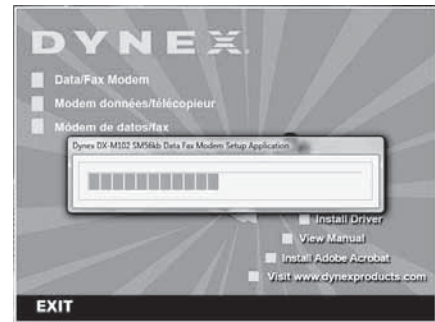 DYNEX
Data/Fax Modem
Modem données/télécopieur
Módem de datos/fax
Dynex DX-M102 SM56kb Data Fax Modem Setup Application
Install Driver
View Manual
Install Adobe Acrobat
Visit www.dynexproducts.com
EXIT